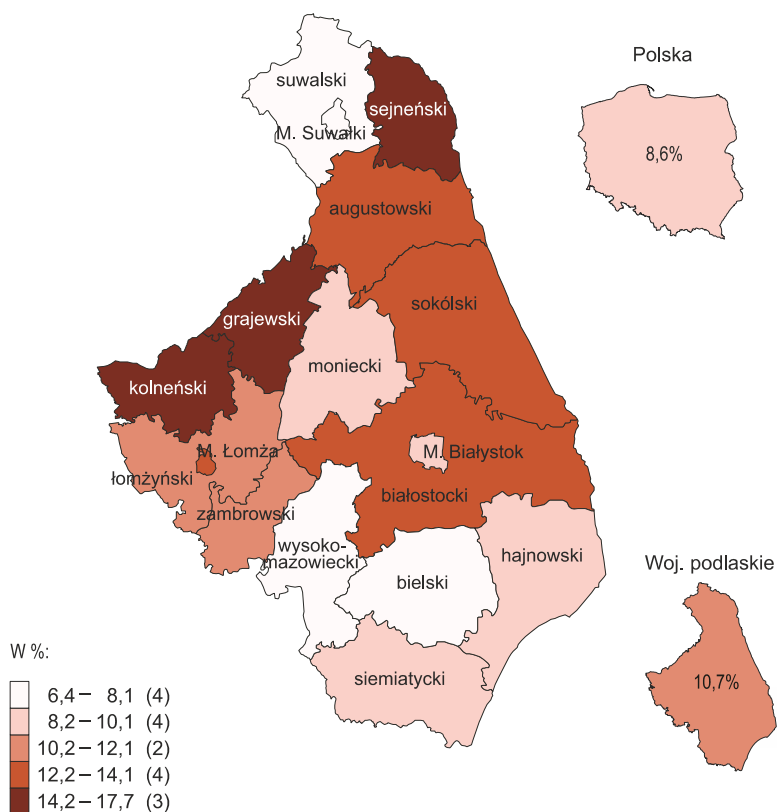 Polska
suwalski
sejneński
M. Suwałki
8,6%
augustowski
sokólski
grajewski
moniecki
kolneński
M. Łomża
M. Białystok
łomżyński
białostocki
zambrowski
wysoko-
mazowiecki
hajnowski
Woj. podlaskie
bielski
siemiatycki
10,7%
W %:
6,4 – 8,1 (4)
8,2 – 10,1 (4)
10,2 – 12,1 (2)
12,2 – 14,1 (4)
14,2 – 17,7 (3)